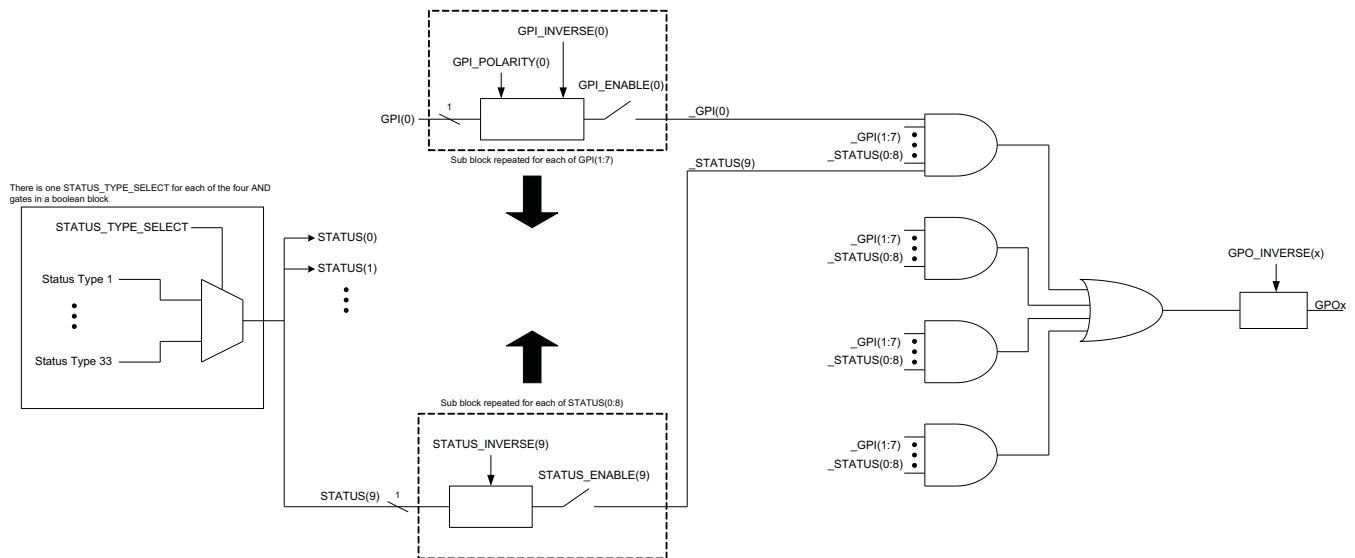 GPI_INVERSE(0)
GPI_POLARITY(0)
GPI_ENABLE(0)
GPI(0)
1
_GPI(0)
Sub block repeated for each of GPI(1:7)
_GPI(1:7)
_STATUS(0:8)
_STATUS(9)
There is one STATUS_TYPE_SELECT for each of the four AND
gates in a boolean block
STATUS_TYPE_SELECT
Status Type 1
Status Type 33
STATUS(0)
STATUS(1)
_GPI(1:7)
_STATUS(0:8)
GPO_INVERSE(x)
GPOx
_GPI(1:7)
_STATUS(0:8)
Sub block repeated for each of STATUS(0:8)
STATUS_INVERSE(9)
STATUS_ENABLE(9)
STATUS(9)
1
_GPI(1:7)
_STATUS(0:8)